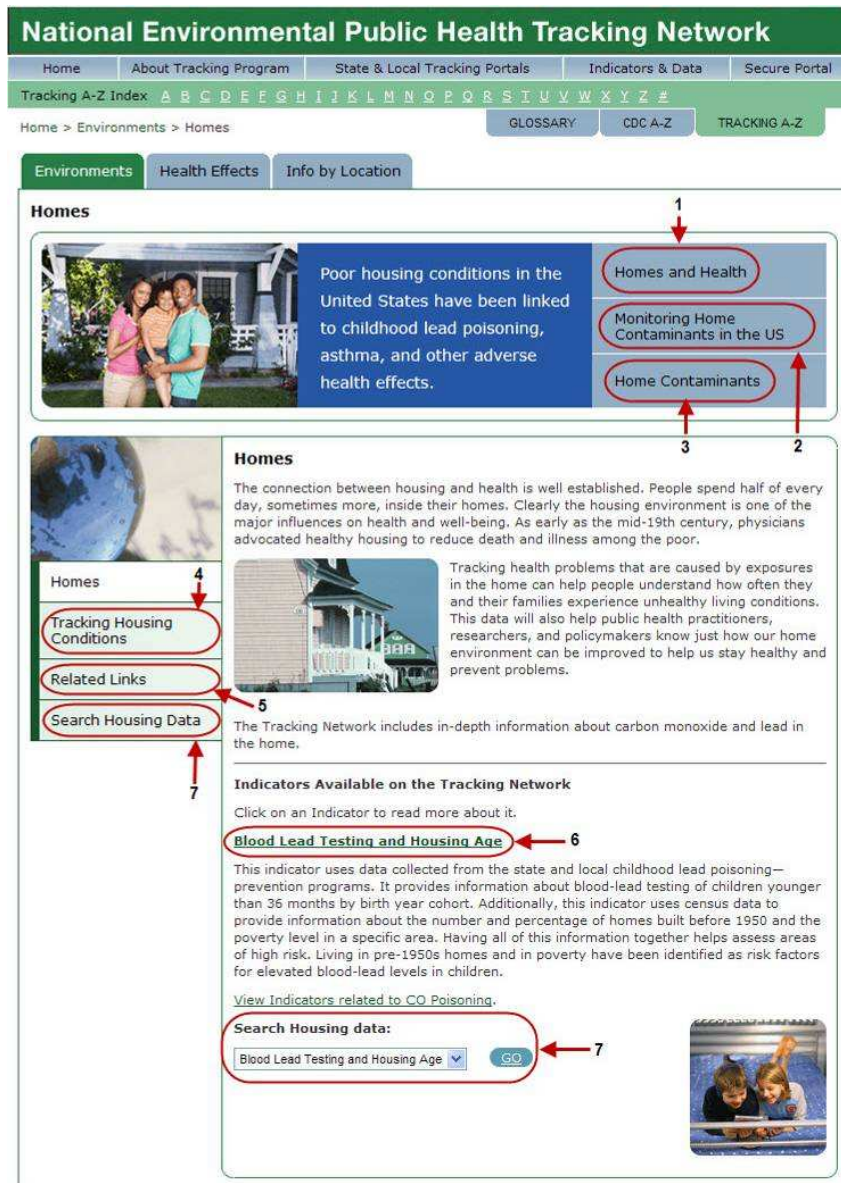 National Environmental Public Health Tracking Network
Home About Tracking Program State & Local Tracking Portals Indicators & Data Secure Portal
Tracking A-Z Index A B C D E F G H I J K L M N O P Q R S T U V W X Y Z #
Home > Environments > Homes
GLOSSARY CDC A-Z TRACKING A-Z
Environments Health Effects Info by Location
Homes
1
Poor housing conditions in the
United States have been linked
to childhood lead poisoning,
asthma, and other adverse
health effects.
Homes and Health
Monitoring Home
Contaminants in the US
Home Contaminants
3
2
Homes
4
Tracking Housing
Conditions
Related Links
5
Search Housing Data
7
Homes
The connection between housing and health is well established. People spend half of every
day, sometimes more, inside their homes. Clearly the housing environment is one of the
major influences on health and well-being. As early as the mid-19th century, physicians
advocated healthy housing to reduce death and illness among the poor.
Tracking health problems that are caused by exposures
in the home can help people understand how often they
and their families experience unhealthy living conditions.
This data will also help public health practitioners,
researchers, and policymakers know just how our home
environment can be improved to help us stay healthy and
prevent problems.
The Tracking Network includes in-depth information about carbon monoxide and lead in
the home.
Indicators Available on the Tracking Network
Click on an Indicator to read more about it.
Blood Lead Testing and Housing Age
6
This indicator uses data collected from the state and local childhood lead poisoning—
prevention programs. It provides information about blood-lead testing of children younger
than 36 months by birth year cohort. Additionally, this indicator uses census data to
provide information about the number and percentage of homes built before 1950 and the
poverty level in a specific area. Having all of this information together helps assess areas
of high risk. Living in pre-1950s homes and in poverty have been identified as risk factors
for elevated blood-lead levels in children.
View Indicators related to CO Poisoning.
Search Housing data:
Blood Lead Testing and Housing Age GO
7